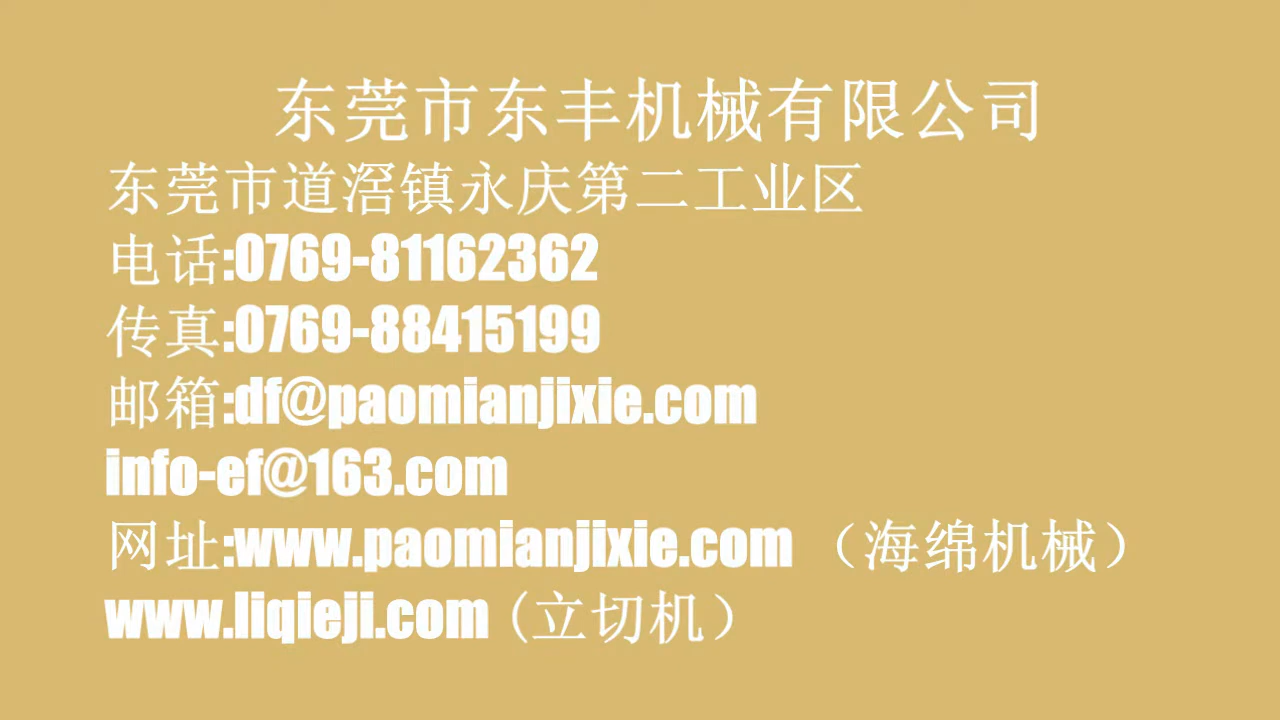 东莞市东丰机械有限公司
东莞市道滘镇永庆第二工业区
电话:0769-81162362
传真:0769-88415199
邮箱:df@paomianjixie.com
info-ef@163.com
网址:www.paomianjixie.com （海绵机械）
www.liqieji.com (立切机）